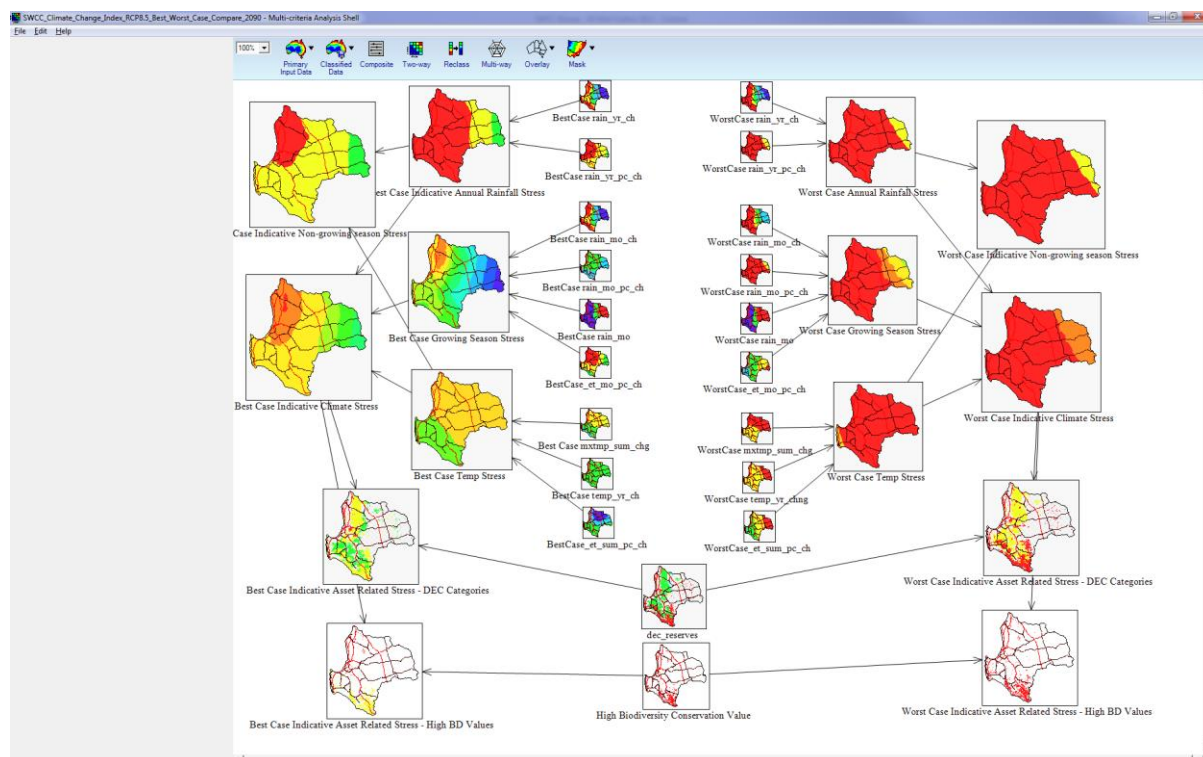 SWCC_Climate_Change_Index_RCP8.5_Best_Worst_Case_Compare_2090 - Multi-criteria Analysis Shell
File Edit Help
100%
Primary Input Data
Classified Data
Composite
Two-way
Reclass
Multi-way
Overlay
Mask
BestCase rain_yr_ch
WorstCase rain_yr_ch
BestCase rain_yr_pc_ch
WorstCase rain_yr_pc_ch
est Case Indicative Annual Rainfall Stress
Worst Case Annual Rainfall Stress
Case Indicative Non-growing season Stress
BestCase rain_mo_ch
WorstCase rain_mo_ch
Worst Case Indicative Non-growing season Stress
BestCase rain_mo_pc_ch
WorstCase rain_mo_pc_ch
Best Case Growing Season Stress
BestCase rain_mo
WorstCase rain_mo
Worst Case Growing Season Stress
BestCase_et_mo_pc_ch
WorstCase_et_mo_pc_ch
Best Case Indicative Climate Stress
Worst Case Indicative Climate Stress
Best Case mxtmp_sum_chg
WorstCase mxtmp_sum_chg
Best Case Temp Stress
Worst Case Temp Stress
BestCase temp_yr_ch
WorstCase temp_yr_chng
BestCase_et_sum_pc_ch
WorstCase_et_sum_pc_ch
Best Case Indicative Asset Related Stress - DEC Categories
Worst Case Indicative Asset Related Stress - DEC Categories
dec_reserves
High Biodiversity Conservation Value
Best Case Indicative Asset Related Stress - High BD Values
Worst Case Indicative Asset Related Stress - High BD Values